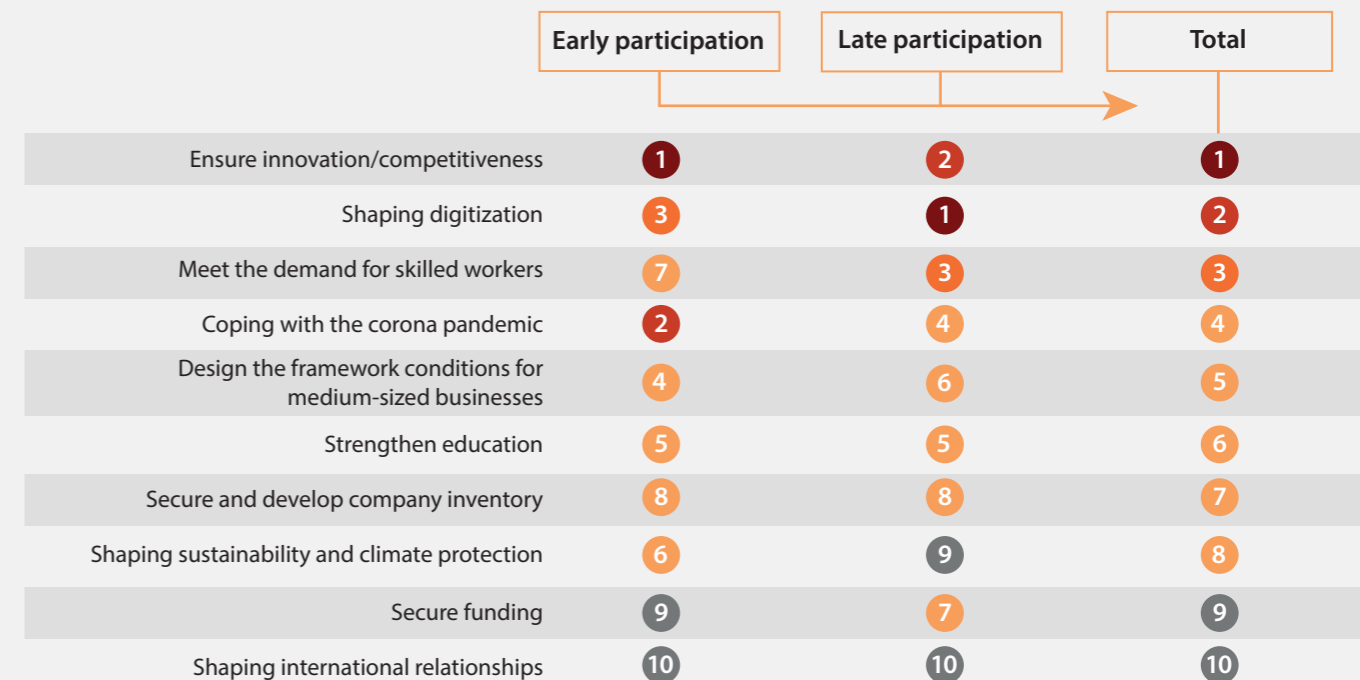 Early participation Late participation Total
Ensure innovation/competitiveness 1 2 1
Shaping digitization 3 1 2
Meet the demand for skilled workers 7 3 3
Coping with the corona pandemic 2 4 4
Design the framework conditions for
medium-sized businesses 4 6 5
Strengthen education 5 5 6
Secure and develop company inventory 8 8 7
Shaping sustainability and climate protection 6 9 8
Secure funding 9 7 9
Shaping international relationships 10 10 10